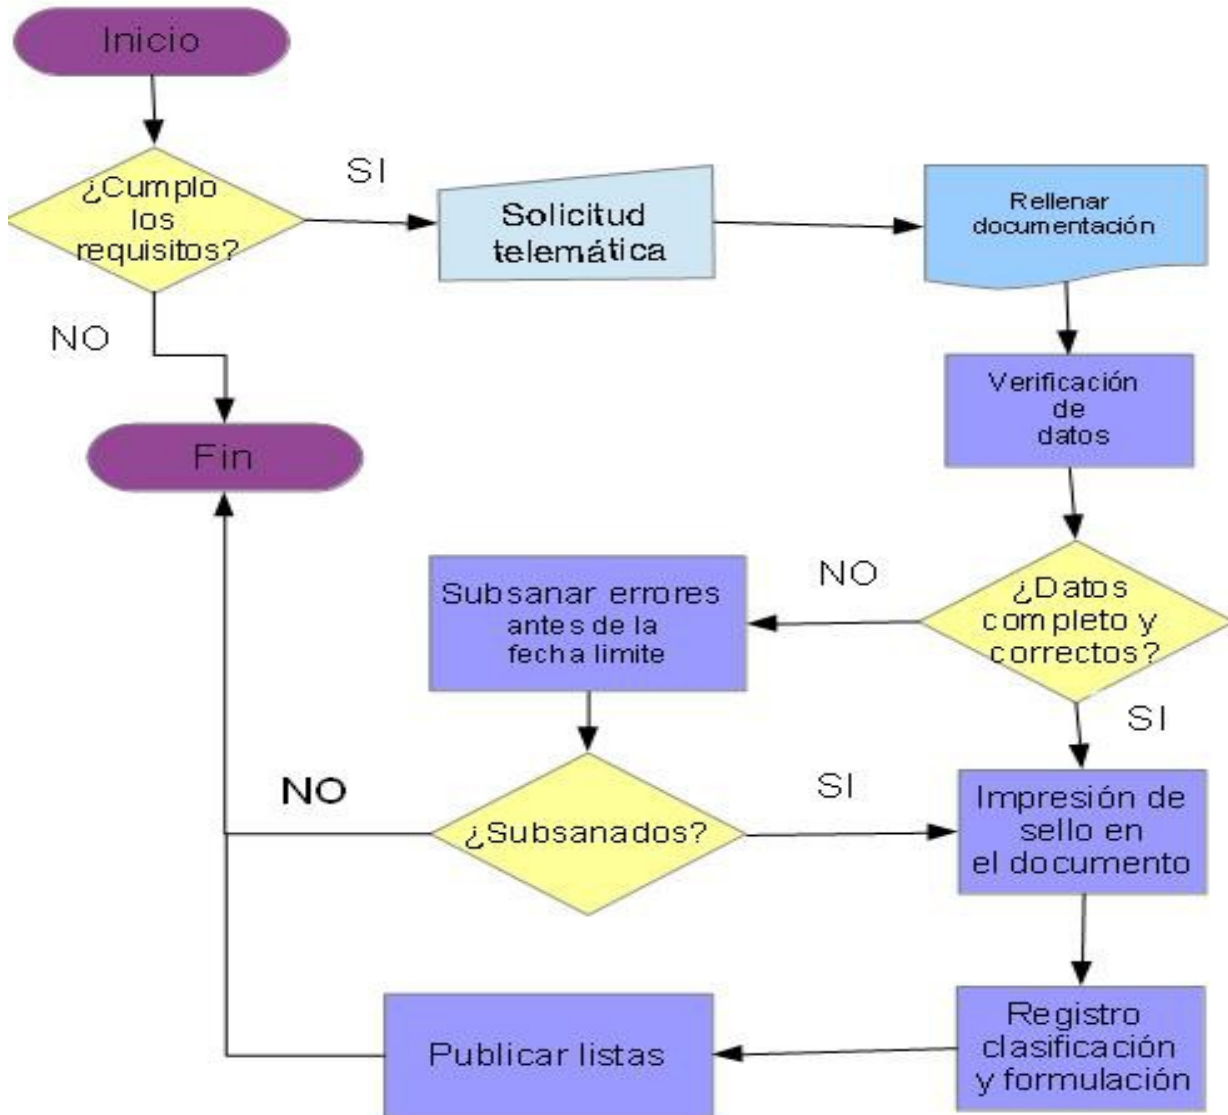 Inicio
SI
¿Cumplo
los
requisitos?
Solicitud
telemática
Rellenar
documentación
NO
Verificación
de
datos
Fin
NO
¿Datos
completo y
correctos?
Subsanar errores
antes de la
fecha limite
SI
NO
SI
¿Subsanados?
Impresión de
sello en
el documento
Registro
clasificación
y formulación
Publicar listas